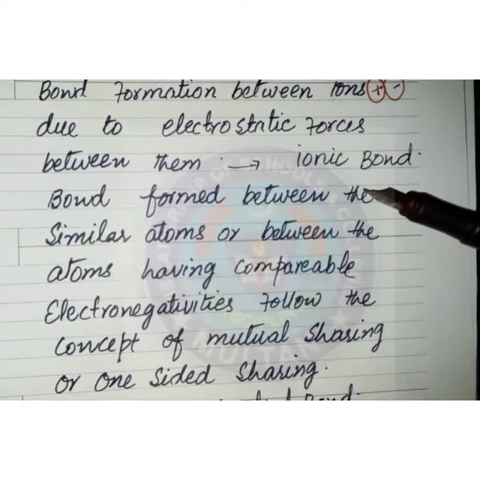 Bond Formation between Ions + -
due to electrostatic Forces
between them :→ ionic Bond.
Bond formed between the
Similar atoms or between the
atoms having compareable
Electronegativities Follow the
concept of mutual sharing
or one sided sharing.
Bond.